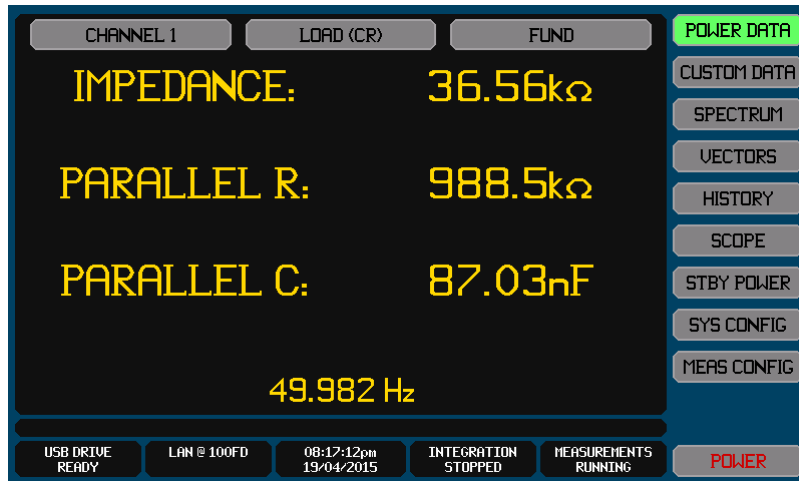 CHANNEL 1
LOAD (CR)
FUND
IMPEDANCE: 36.56kΩ
PARALLEL R: 988.5kΩ
PARALLEL C: 87.03nF
49.982 Hz
USB DRIVE
READY
LAN @ 100FD
08:17:12pm
19/04/2015
INTEGRATION
STOPPED
MEASUREMENTS
RUNNING
POWER DATA
CUSTOM DATA
SPECTRUM
VECTORS
HISTORY
SCOPE
STBY POWER
SYS CONFIG
MEAS CONFIG
POWER